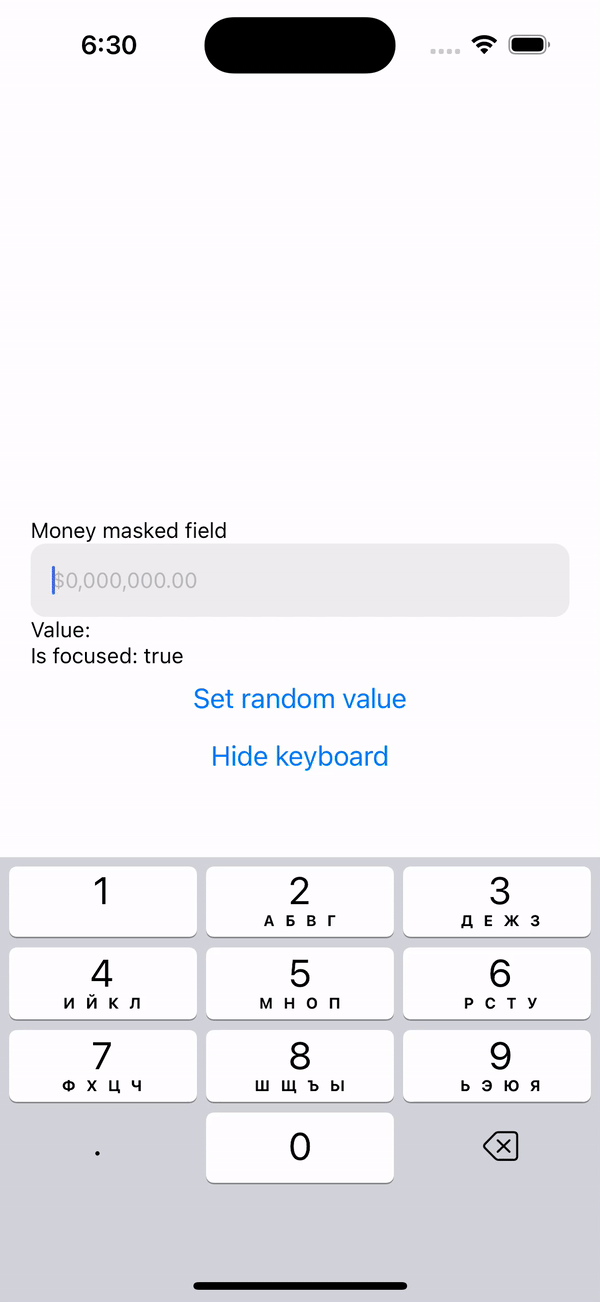 6:30
Money masked field
$0,000,000.00
Value:
Is focused: true
Set random value
Hide keyboard
1 2 3
А Б В Г Д Е Ж З
4 5 6
И Й К Л М Н О П Р С Т У
7 8 9
Ф Х Ц Ч Ш Щ Ъ Ы Ь Э Ю Я
. 0